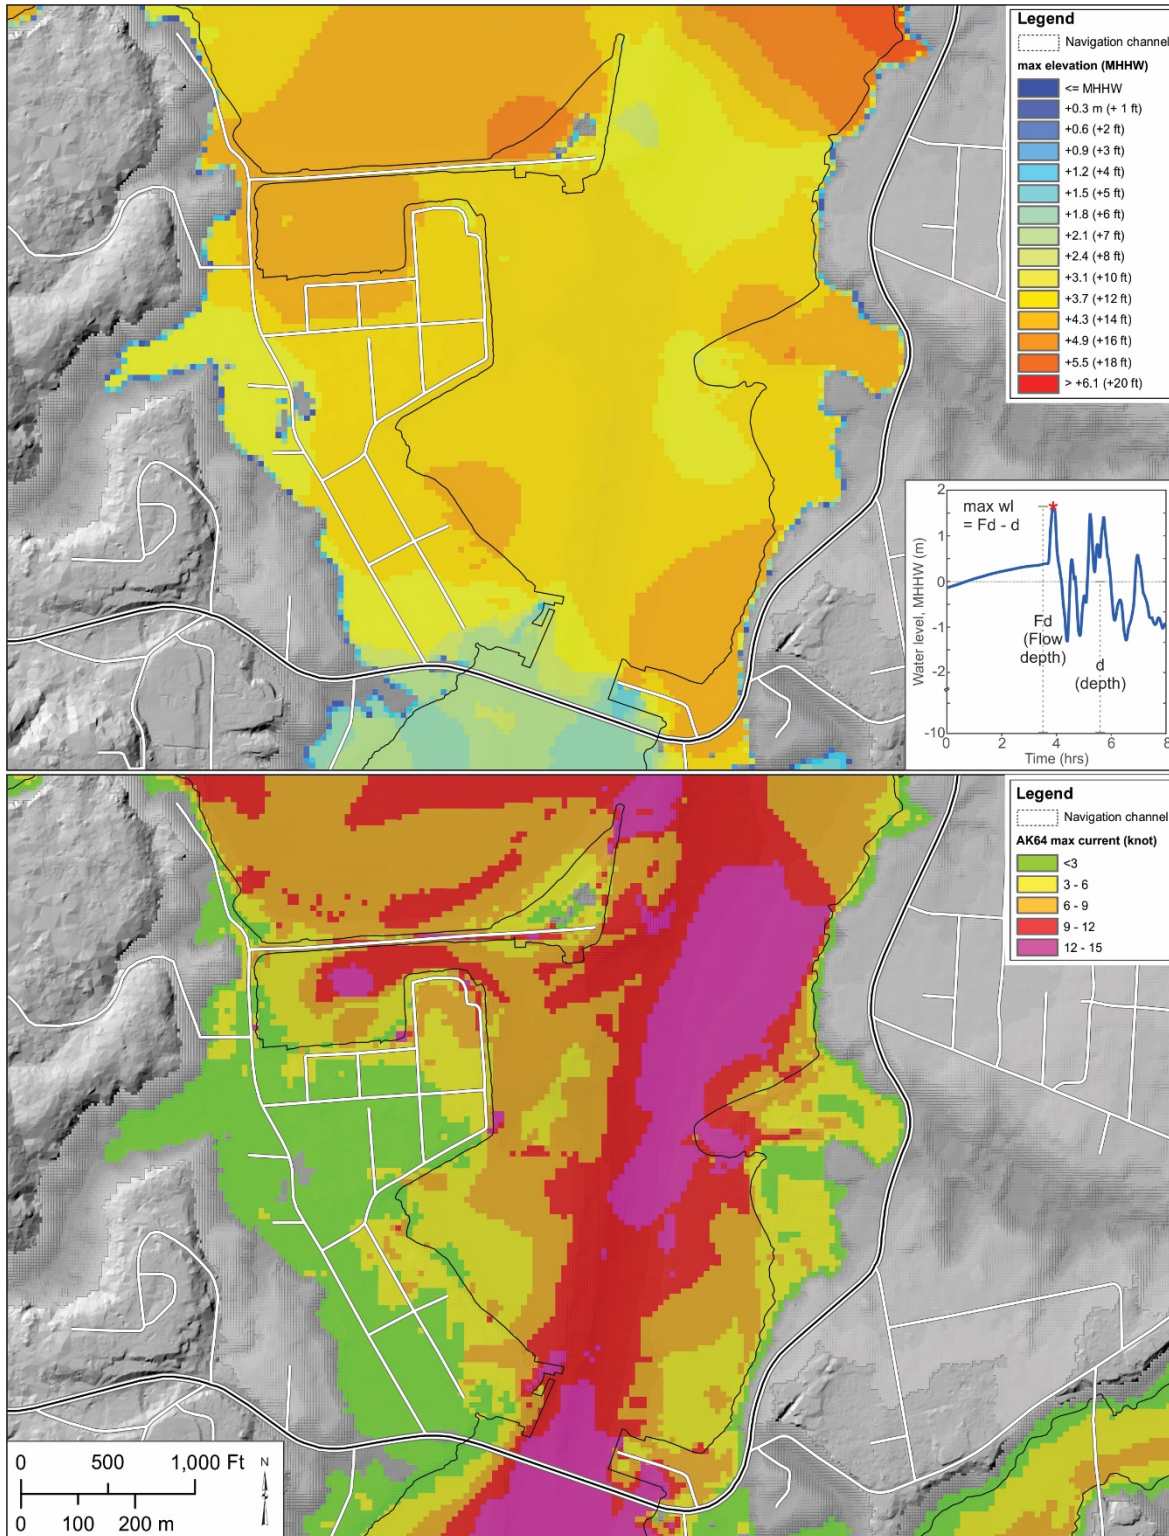 Legend
Navigation channel
max elevation (MHHW)
<= MHHW
+0.3 m (+ 1 ft)
+0.6 (+2 ft)
+0.9 (+3 ft)
+1.2 (+4 ft)
+1.5 (+5 ft)
+1.8 (+6 ft)
+2.1 (+7 ft)
+2.4 (+8 ft)
+3.1 (+10 ft)
+3.7 (+12 ft)
+4.3 (+14 ft)
+4.9 (+16 ft)
+5.5 (+18 ft)
> +6.1 (+20 ft)
Water level, MHHW (m)
2
1
0
-1
-2
-10
max wl
= Fd - d
Fd
(Flow
depth)
d
(depth)
0 2 4 6 8
Time (hrs)
Legend
Navigation channel
AK64 max current (knot)
<3
3 - 6
6 - 9
9 - 12
12 - 15
0 500 1,000 Ft
N
0 100 200 m